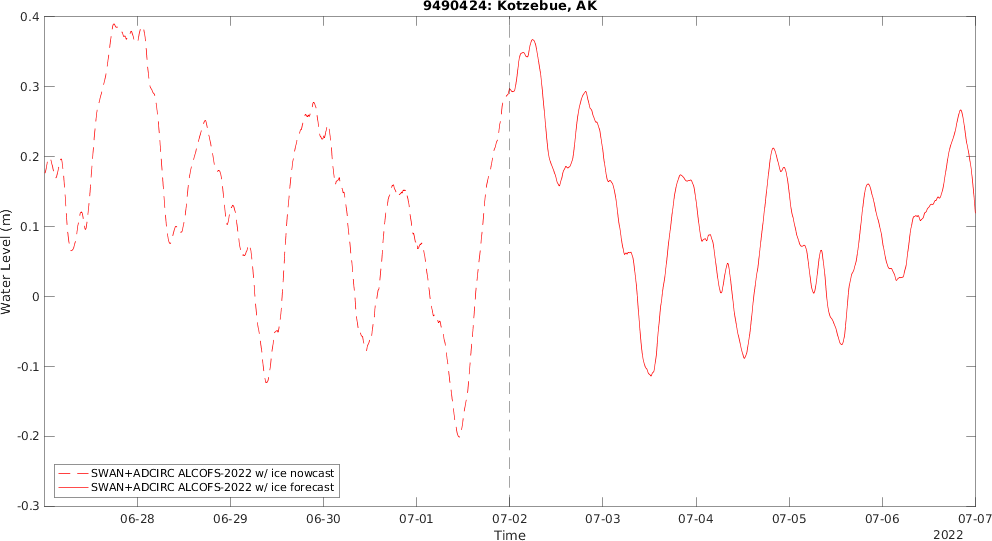 9490424: Kotzebue, AK
0.4
0.3
0.2
0.1
0
-0.1
-0.2
-0.3
Water Level (m)
SWAN+ADCIRC ALCOFS-2022 w/ ice nowcast
SWAN+ADCIRC ALCOFS-2022 w/ ice forecast
06-28 06-29 06-30 07-01 07-02 07-03 07-04 07-05 07-06 07-07
Time
2022